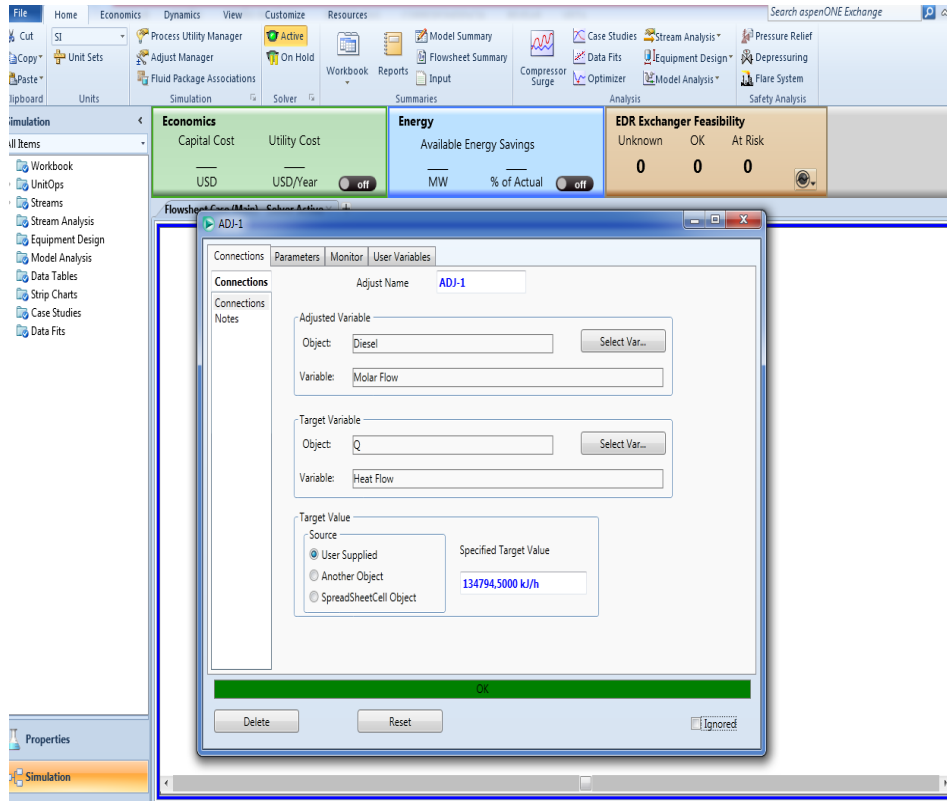 File Home Economics Dynamics View Customize Resources Search aspenONE Exchange
Cut SI Process Utility Manager Active Model Summary Case Studies Stream Analysis Pressure Relief
Copy Unit Sets Adjust Manager On Hold Workbook Reports Flowsheet Summary Compressor Surge Data Fits Equipment Design Depressuring
Paste Fluid Package Associations Input Optimizer Model Analysis Flare System
lipboard Units Simulation Solver Summaries Analysis Safety Analysis
imulation <
All Items
Workbook
UnitOps
Streams
Stream Analysis
Equipment Design
Model Analysis
Data Tables
Strip Charts
Case Studies
Data Fits
Properties
Simulation
Economics
Capital Cost Utility Cost
USD USD/Year off
Energy
Available Energy Savings
MW % of Actual off
EDR Exchanger Feasibility
Unknown OK At Risk
0 0 0
Flowsheet Case (Main) - Solver Active × +
ADJ-1
Connections Parameters Monitor User Variables
Connections
Connections
Notes
Adjust Name ADJ-1
Adjusted Variable
Object: Diesel Select Var...
Variable: Molar Flow
Target Variable
Object: Q Select Var...
Variable: Heat Flow
Target Value
Source
User Supplied
Another Object
SpreadSheetCell Object
Specified Target Value
134794,5000 kJ/h
OK
Delete Reset Ignored